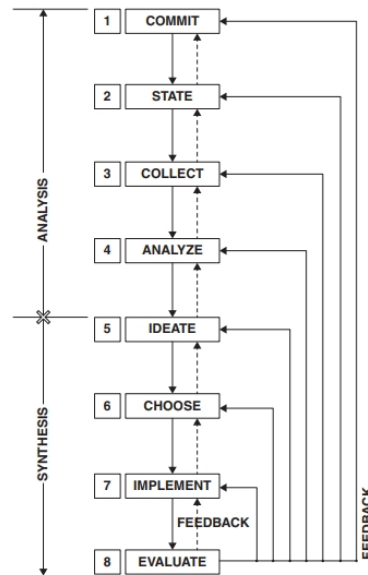 1 COMMIT
2 STATE
3 COLLECT
ANALYSIS
4 ANALYZE
5 IDEATE
6 CHOOSE
SYNTHESIS
7 IMPLEMENT
FEEDBACK
FEEDBACK
8 EVALUATE